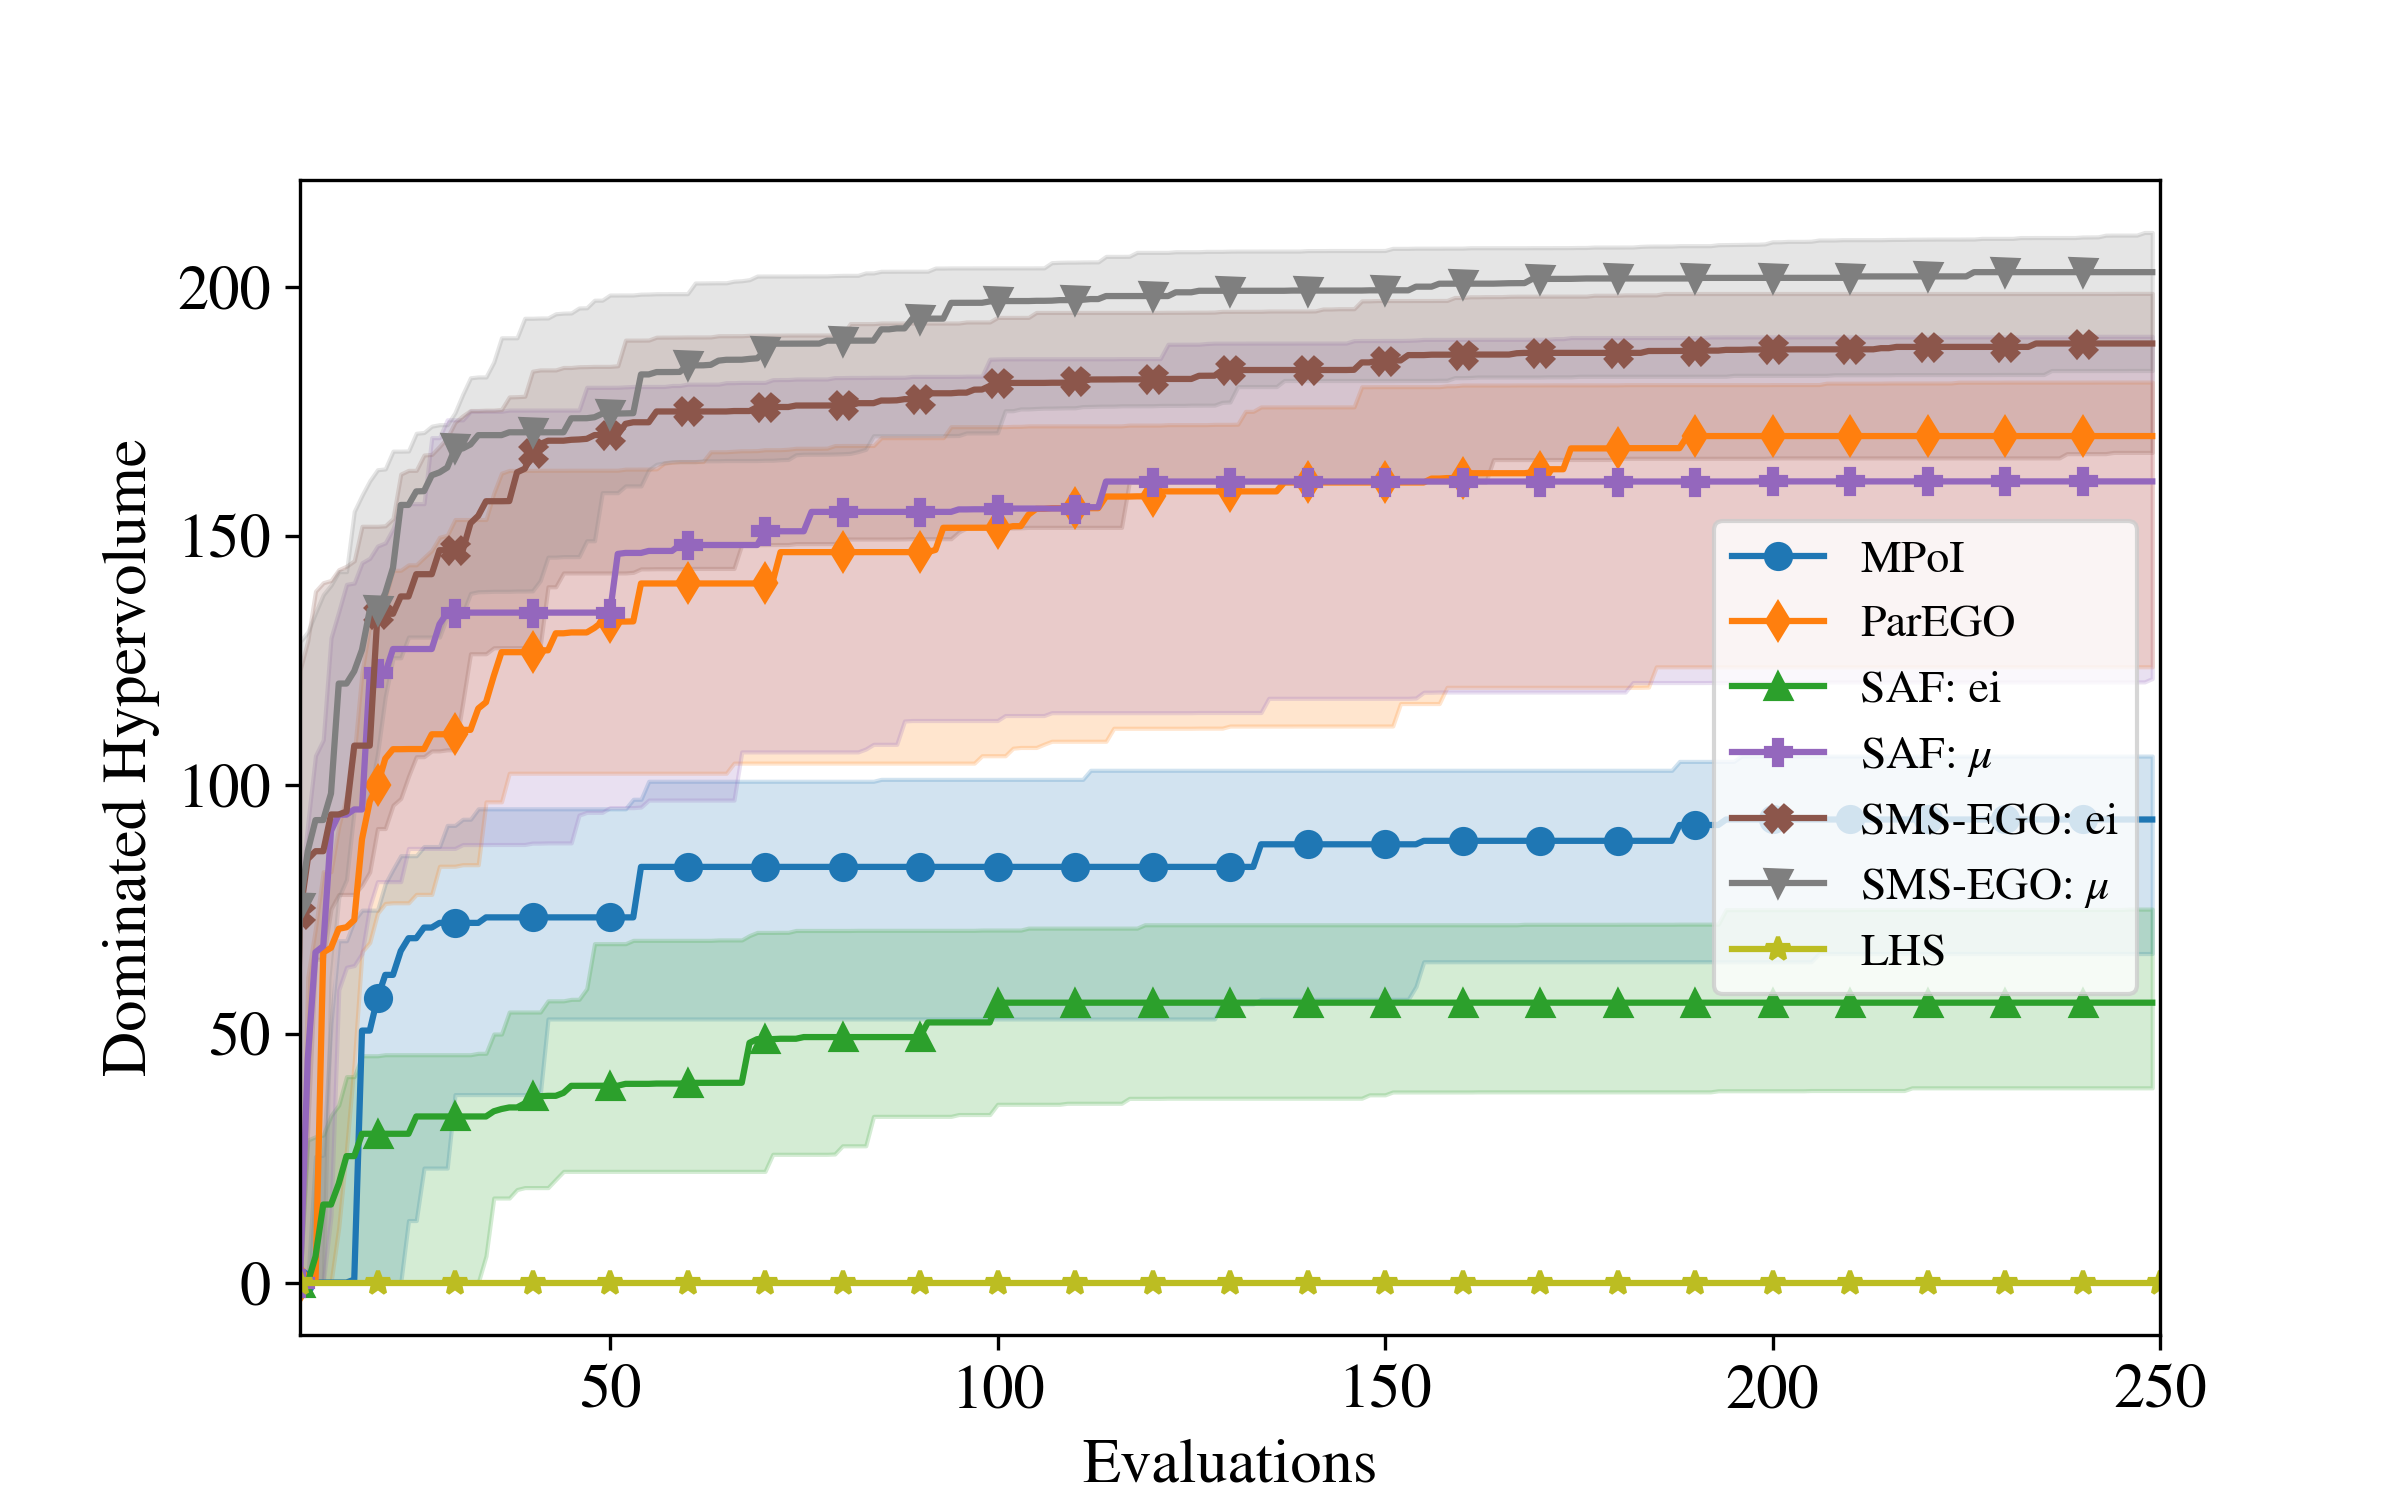 Dominated Hypervolume
200
150
100
50
0
MPoI
ParEGO
SAF: ei
SAF: μ
SMS-EGO: ei
SMS-EGO: μ
LHS
50 100 150 200 250
Evaluations